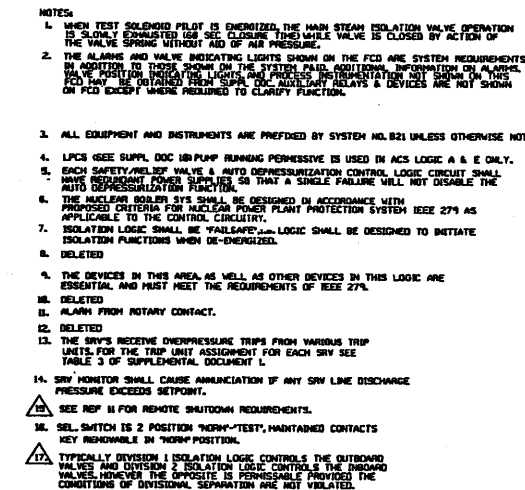 NOTES:
1. WHEN TEST SOLENOID PILOT IS ENERGIZED, THE MAIN STEAM ISOLATION VALVE OPERATION
IS SLOWLY EXHAUSTED (60 SEC CLOSURE TIME) WHILE VALVE IS CLOSED BY ACTION OF
THE VALVE SPRING WITHOUT AID OF AIR PRESSURE.
2. THE ALARMS AND VALVE INDICATING LIGHTS SHOWN ON THE FCD ARE SYSTEM REQUIREMENTS
IN ADDITION TO THOSE SHOWN ON THE SYSTEM P&ID. ADDITIONAL INFORMATION ON ALARMS,
VALVE POSITION INDICATING LIGHTS, AND PROCESS INSTRUMENTATION NOT SHOWN ON THIS
FCD MAY BE OBTAINED FROM SUPPL DOC. AUXILIARY RELAYS & DEVICES ARE NOT SHOWN
ON FCD EXCEPT WHERE REQUIRED TO CLARIFY FUNCTION.
3. ALL EQUIPMENT AND INSTRUMENTS ARE PREFIXED BY SYSTEM NO. B21 UNLESS OTHERWISE NOT
4. LPCS (SEE SUPPL DOC 18) PUMP RUNNING PERMISSIVE IS USED IN ACS LOGIC A & E ONLY.
5. EACH SAFETY/RELIEF VALVE & AUTO DEPRESSURIZATION CONTROL LOGIC CIRCUIT SHALL
HAVE REDUNDANT POWER SUPPLIES SO THAT A SINGLE FAILURE WILL NOT DISABLE THE
AUTO DEPRESSURIZATION FUNCTION.
6. THE NUCLEAR BOILER SYS SHALL BE DESIGNED IN ACCORDANCE WITH
PROPOSED CRITERIA FOR NUCLEAR POWER PLANT PROTECTION SYSTEM IEEE 279 AS
APPLICABLE TO THE CONTROL CIRCUITRY.
7. ISOLATION LOGIC SHALL BE "FAILSAFE", i.e. LOGIC SHALL BE DESIGNED TO INITIATE
ISOLATION FUNCTIONS WHEN DE-ENERGIZED.
8. DELETED
9. THE DEVICES IN THIS AREA, AS WELL AS OTHER DEVICES IN THIS LOGIC ARE
ESSENTIAL AND MUST MEET THE REQUIREMENTS OF IEEE 279.
10. DELETED
11. ALARM FROM ROTARY CONTACT.
12. DELETED
13. THE SRV'S RECEIVE OVERPRESSURE TRIPS FROM VARIOUS TRIP
UNITS. FOR THE TRIP UNIT ASSIGNMENT FOR EACH SRV SEE
TABLE 3 OF SUPPLEMENTAL DOCUMENT 1.
14. SRV MONITOR SHALL CAUSE ANNUNCIATION IF ANY SRV LINE DISCHARGE
PRESSURE EXCEEDS SETPOINT.
15. SEE REF 11 FOR REMOTE SHUTDOWN REQUIREMENTS.
16. SEL. SWITCH IS 2 POSITION "NORM"-"TEST", MAINTAINED CONTACTS
KEY REMOVABLE IN "NORM" POSITION.
17. TYPICALLY DIVISION 1 ISOLATION LOGIC CONTROLS THE OUTBOARD
VALVES AND DIVISION 2 ISOLATION LOGIC CONTROLS THE INBOARD
VALVES. HOWEVER THE OPPOSITE IS PERMISSABLE PROVIDED THE
CONDITIONS OF DIVISIONAL SEPARATION ARE NOT VIOLATED.